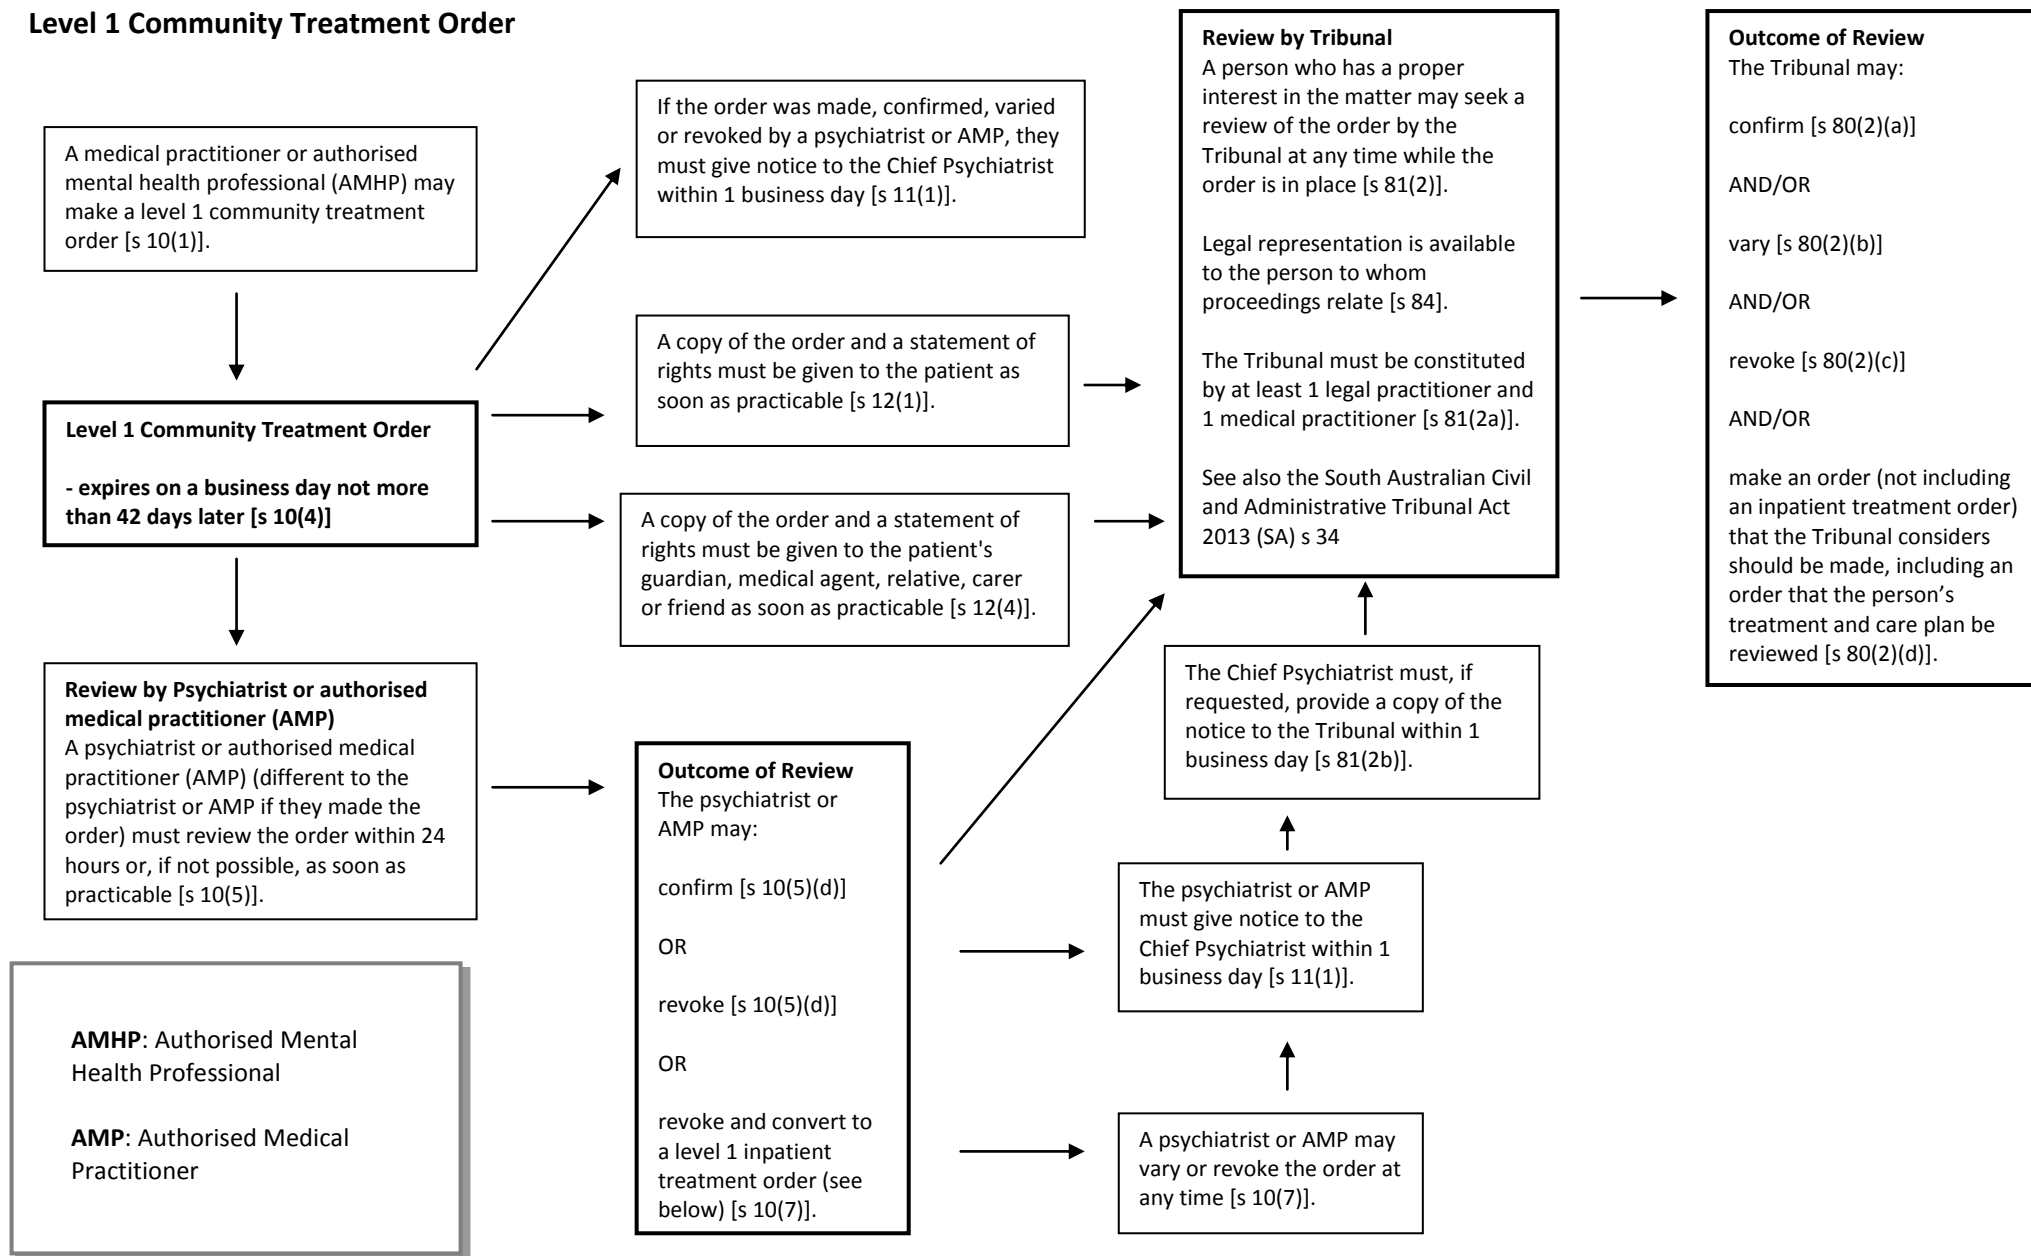 Level 1 Community Treatment Order
A medical practitioner or authorised
mental health professional (AMHP) may
make a level 1 community treatment
order [s 10(1)].
Level 1 Community Treatment Order
- expires on a business day not more
than 42 days later [s 10(4)]
Review by Psychiatrist or authorised
medical practitioner (AMP)
A psychiatrist or authorised medical
practitioner (AMP) (different to the
psychiatrist or AMP if they made the
order) must review the order within 24
hours or, if not possible, as soon as
practicable [s 10(5)].
AMHP: Authorised Mental
Health Professional
AMP: Authorised Medical
Practitioner
If the order was made, confirmed, varied
or revoked by a psychiatrist or AMP, they
must give notice to the Chief Psychiatrist
within 1 business day [s 11(1)].
A copy of the order and a statement of
rights must be given to the patient as
soon as practicable [s 12(1)].
A copy of the order and a statement of
rights must be given to the patient's
guardian, medical agent, relative, carer
or friend as soon as practicable [s 12(4)].
Outcome of Review
The psychiatrist or
AMP may:
confirm [s 10(5)(d)]
OR
revoke [s 10(5)(d)]
OR
revoke and convert to
a level 1 inpatient
treatment order (see
below) [s 10(7)].
Review by Tribunal
A person who has a proper
interest in the matter may seek a
review of the order by the
Tribunal at any time while the
order is in place [s 81(2)].
Legal representation is available
to the person to whom
proceedings relate [s 84].
The Tribunal must be constituted
by at least 1 legal practitioner and
1 medical practitioner [s 81(2a)].
See also the South Australian Civil
and Administrative Tribunal Act
2013 (SA) s 34
The Chief Psychiatrist must, if
requested, provide a copy of the
notice to the Tribunal within 1
business day [s 81(2b)].
The psychiatrist or AMP
must give notice to the
Chief Psychiatrist within 1
business day [s 11(1)].
A psychiatrist or AMP may
vary or revoke the order at
any time [s 10(7)].
Outcome of Review
The Tribunal may:
confirm [s 80(2)(a)]
AND/OR
vary [s 80(2)(b)]
AND/OR
revoke [s 80(2)(c)]
AND/OR
make an order (not including
an inpatient treatment order)
that the Tribunal considers
should be made, including an
order that the person’s
treatment and care plan be
reviewed [s 80(2)(d)].